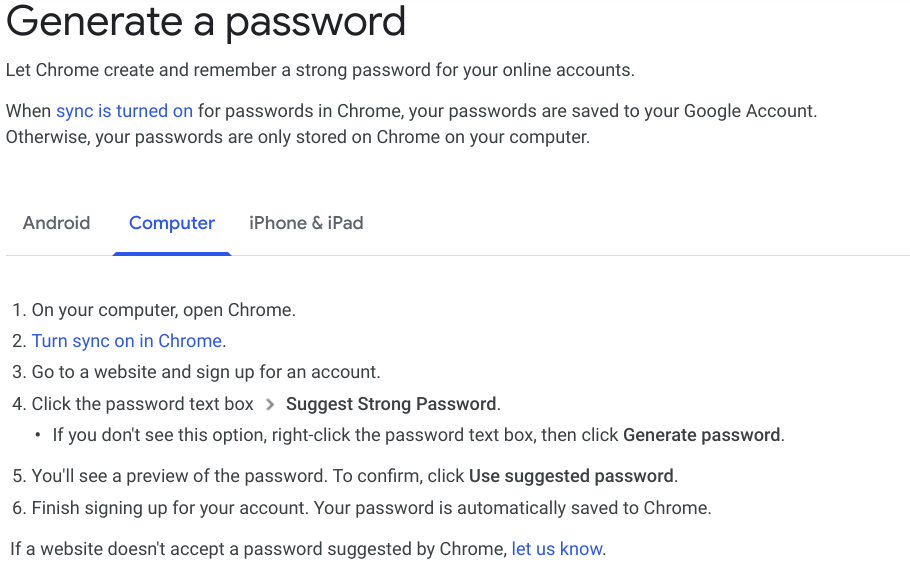 Generate a password
Let Chrome create and remember a strong password for your online accounts.
When sync is turned on for passwords in Chrome, your passwords are saved to your Google Account.
Otherwise, your passwords are only stored on Chrome on your computer.
Android Computer iPhone & iPad
1. On your computer, open Chrome.
2. Turn sync on in Chrome.
3. Go to a website and sign up for an account.
4. Click the password text box > Suggest Strong Password.
• If you don't see this option, right-click the password text box, then click Generate password.
5. You'll see a preview of the password. To confirm, click Use suggested password.
6. Finish signing up for your account. Your password is automatically saved to Chrome.
If a website doesn't accept a password suggested by Chrome, let us know.